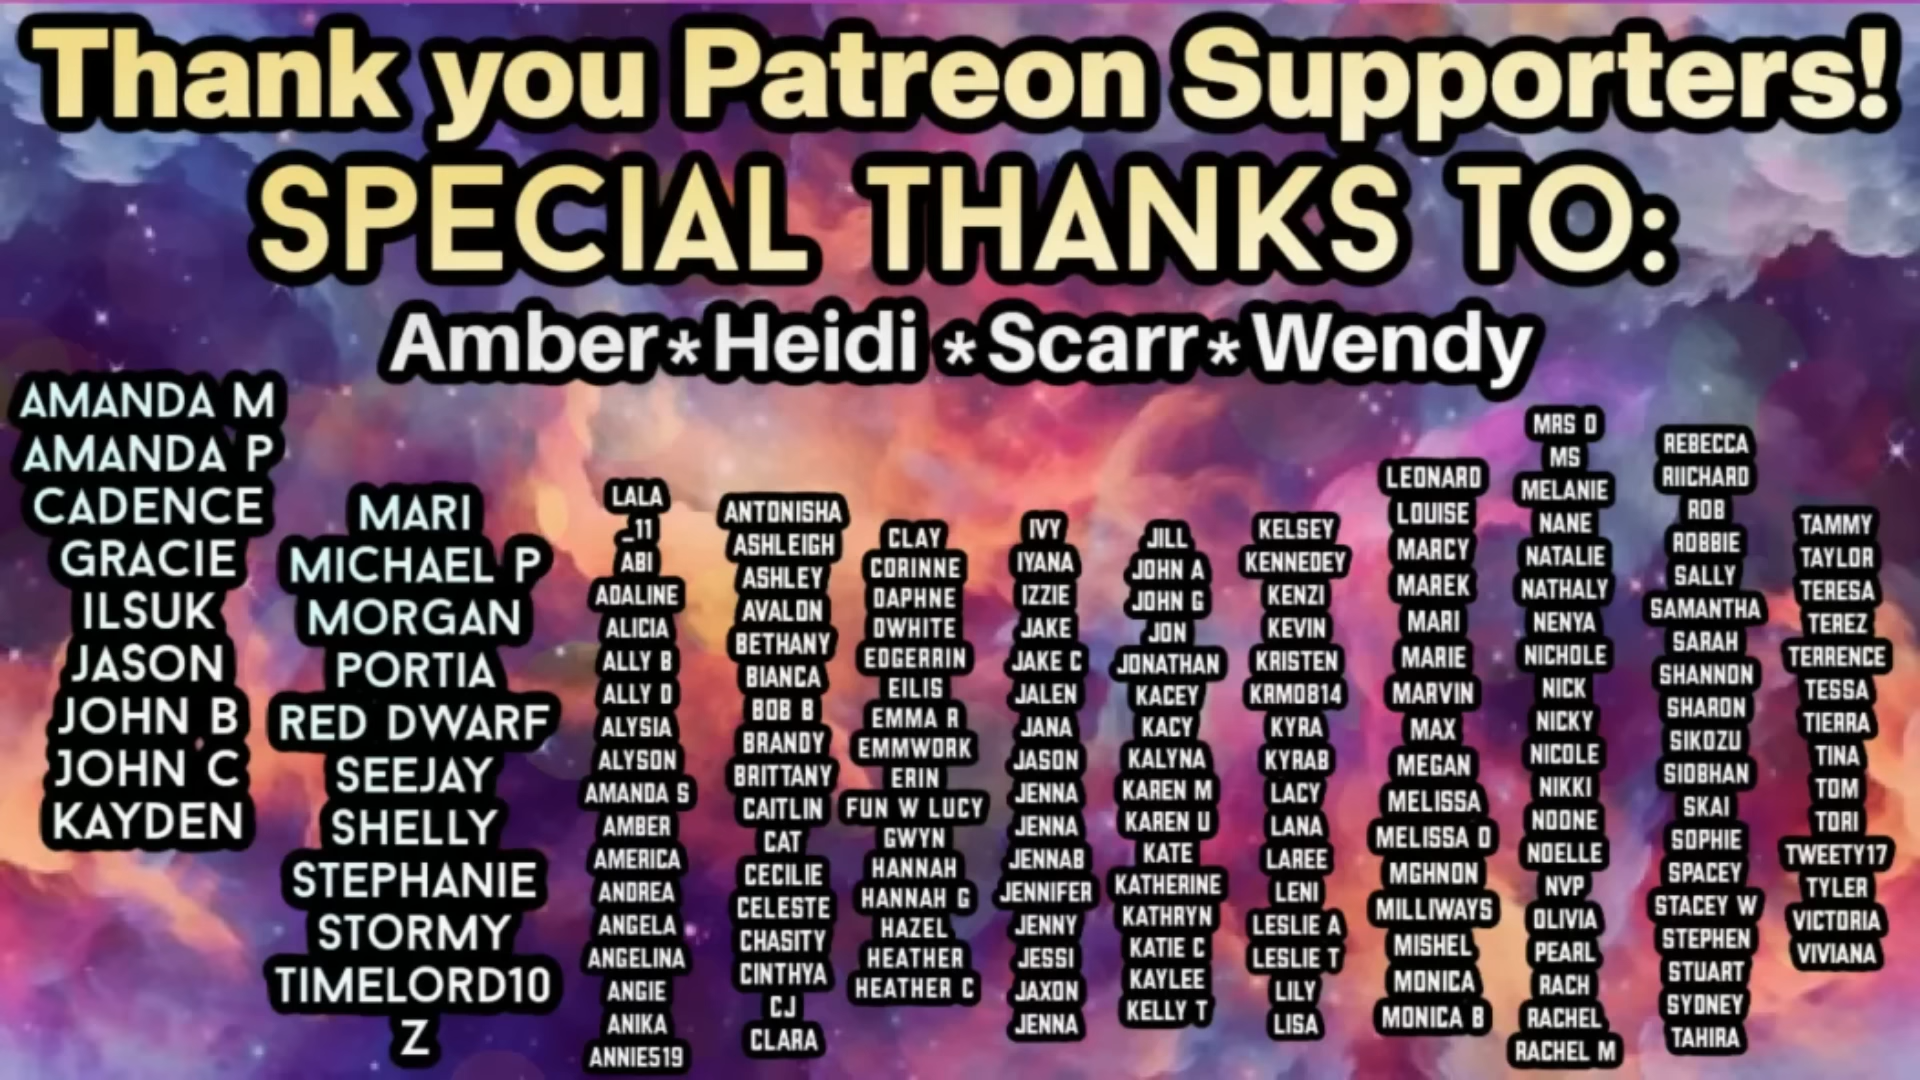 Thank you Patreon Supporters!
SPECIAL THANKS TO:
Amber*Heidi *Scarr*Wendy
AMANDA M
AMANDA P
CADENCE
GRACIE
ILSUK
JASON
JOHN B
JOHN C
KAYDEN
MARI
MICHAEL P
MORGAN
PORTIA
RED DWARF
SEEJAY
SHELLY
STEPHANIE
STORMY
TIMELORD10
Z
LALA
_11
ABI
ADALINE
ALICIA
ALLY B
ALLY D
ALYSIA
ALYSON
AMANDA S
AMBER
AMERICA
ANDREA
ANGELA
ANGELINA
ANGIE
ANIKA
ANNIE519
ANTONISHA
ASHLEIGH
ASHLEY
AVALON
BETHANY
BIANCA
BOB B
BRANDY
BRITTANY
CAITLIN
CAT
CECILIE
CELESTE
CHASITY
CINTHYA
CJ
CLARA
CLAY
CORINNE
DAPHNE
DWHITE
EDGERRIN
EILIS
EMMA R
EMMWORK
ERIN
FUN W LUCY
GWYN
HANNAH
HANNAH G
HAZEL
HEATHER
HEATHER C
IVY
IYANA
IZZIE
JAKE
JAKE C
JALEN
JANA
JASON
JENNA
JENNA
JENNAB
JENNIFER
JENNY
JESSI
JAXON
JENNA
JILL
JOHN A
JOHN G
JON
JONATHAN
KACEY
KACY
KALYNA
KAREN M
KAREN U
KATE
KATHERINE
KATHRYN
KATIE C
KAYLEE
KELLY T
KELSEY
KENNEDEY
KENZI
KEVIN
KRISTEN
KRMO814
KYRA
KYRAB
LACY
LANA
LAREE
LENI
LESLIE A
LESLIE T
LILY
LISA
LEONARD
LOUISE
MARCY
MAREK
MARI
MARIE
MARVIN
MAX
MEGAN
MELISSA
MELISSA D
MGHNDN
MILLIWAYS
MISHEL
MONICA
MONICA B
MRS D
MS
MELANIE
NANE
NATALIE
NATHALY
NENYA
NICHOLE
NICK
NICKY
NICOLE
NIKKI
NOONE
NOELLE
NVP
OLIVIA
PEARL
RACH
RACHEL
RACHEL M
REBECCA
RIICHARD
ROB
ROBBIE
SALLY
SAMANTHA
SARAH
SHANNON
SHARON
SIKOZU
SIOBHAN
SKAI
SOPHIE
SPACEY
STACEY W
STEPHEN
STUART
SYDNEY
TAHIRA
TAMMY
TAYLOR
TERESA
TEREZ
TERRENCE
TESSA
TIERRA
TINA
TOM
TORI
TWEETY17
TYLER
VICTORIA
VIVIANA